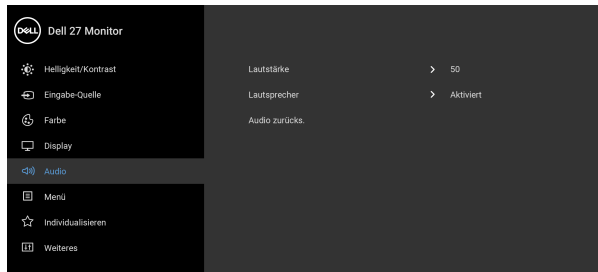 DELL Dell 27 Monitor
Helligkeit/Kontrast
Eingabe-Quelle
Farbe
Display
Audio
Menü
Individualisieren
Weiteres
Lautstärke 50
Lautsprecher Aktiviert
Audio zurücks.